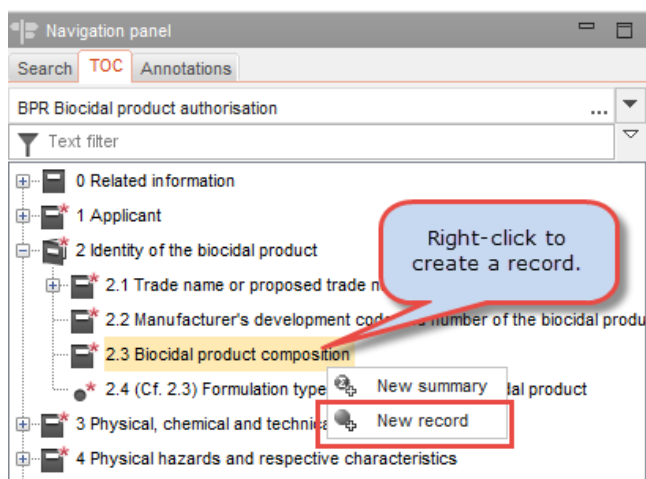 Navigation panel
Search TOC Annotations
BPR Biocidal product authorisation ...
Text filter
0 Related information
1 Applicant
2 Identity of the biocidal product
Right-click to
create a record.
2.1 Trade name or proposed trade
2.2 Manufacturer's development number of the biocidal produ
2.3 Biocidal product composition
2.4 (Cf. 2.3) Formulation type product
New summary
New record
3 Physical, chemical and
4 Physical hazards and respective characteristics